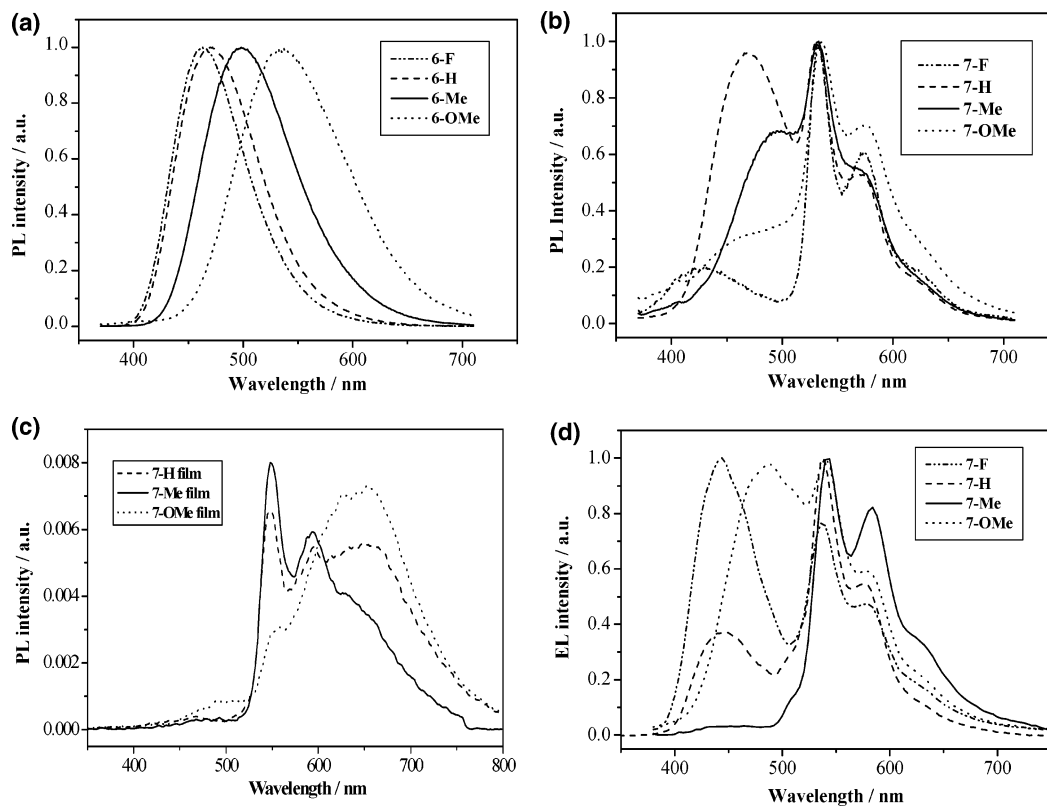 (a)
PL intensity / a.u.
1.0
0.8
0.6
0.4
0.2
0.0
6-F
6-H
6-Me
6-OMe
400 500 600 700
Wavelength / nm
(b)
PL Intensity / a.u.
1.0
0.8
0.6
0.4
0.2
0.0
7-F
7-H
7-Me
7-OMe
400 500 600 700
Wavelength / nm
(c)
PL intensity / a.u.
0.008
0.006
0.004
0.002
0.000
7-H film
7-Me film
7-OMe film
400 500 600 700 800
Wavelength / nm
(d)
EL intensity / a.u.
1.0
0.8
0.6
0.4
0.2
0.0
7-F
7-H
7-Me
7-OMe
400 500 600 700
Wavelength / nm